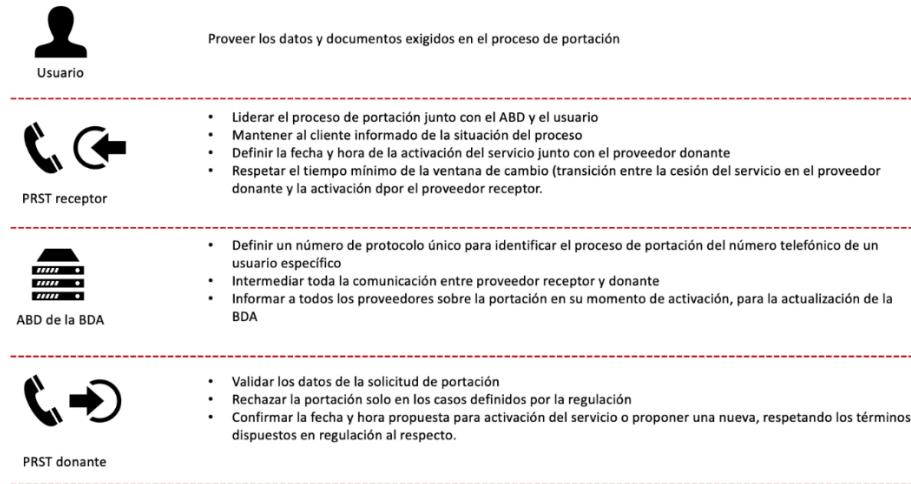 Proveer los datos y documentos exigidos en el proceso de portación
Usuario
• Liderar el proceso de portación junto con el ABD y el usuario
• Mantener al cliente informado de la situación del proceso
• Definir la fecha y hora de la activación del servicio junto con el proveedor donante
• Respetar el tiempo mínimo de la ventana de cambio (transición entre la cesión del servicio en el proveedor
donante y la activación dpor el proveedor receptor.
PRST receptor
• Definir un número de protocolo único para identificar el proceso de portación del número telefónico de un
usuario específico
• Intermediar toda la comunicación entre proveedor receptor y donante
• Informar a todos los proveedores sobre la portación en su momento de activación, para la actualización de la
BDA
ABD de la BDA
• Validar los datos de la solicitud de portación
• Rechazar la portación solo en los casos definidos por la regulación
• Confirmar la fecha y hora propuesta para activación del servicio o proponer una nueva, respetando los términos
dispuestos en regulación al respecto.
PRST donante